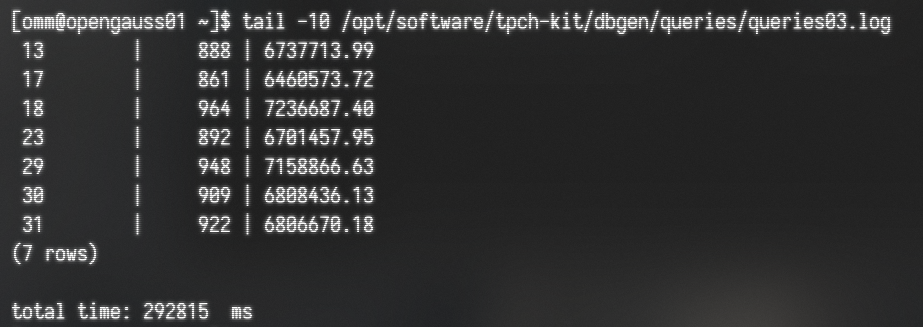 [omm@opengauss01 ~]$ tail -10 /opt/software/tpch-kit/dbgen/queries/queries03.log
 13        |     888 | 6737713.99
 17        |     861 | 6460573.72
 18        |     964 | 7236687.40
 23        |     892 | 6701457.95
 29        |     948 | 7158866.63
 30        |     909 | 6808436.13
 31        |     922 | 6806670.18
(7 rows)

total time: 292815  ms